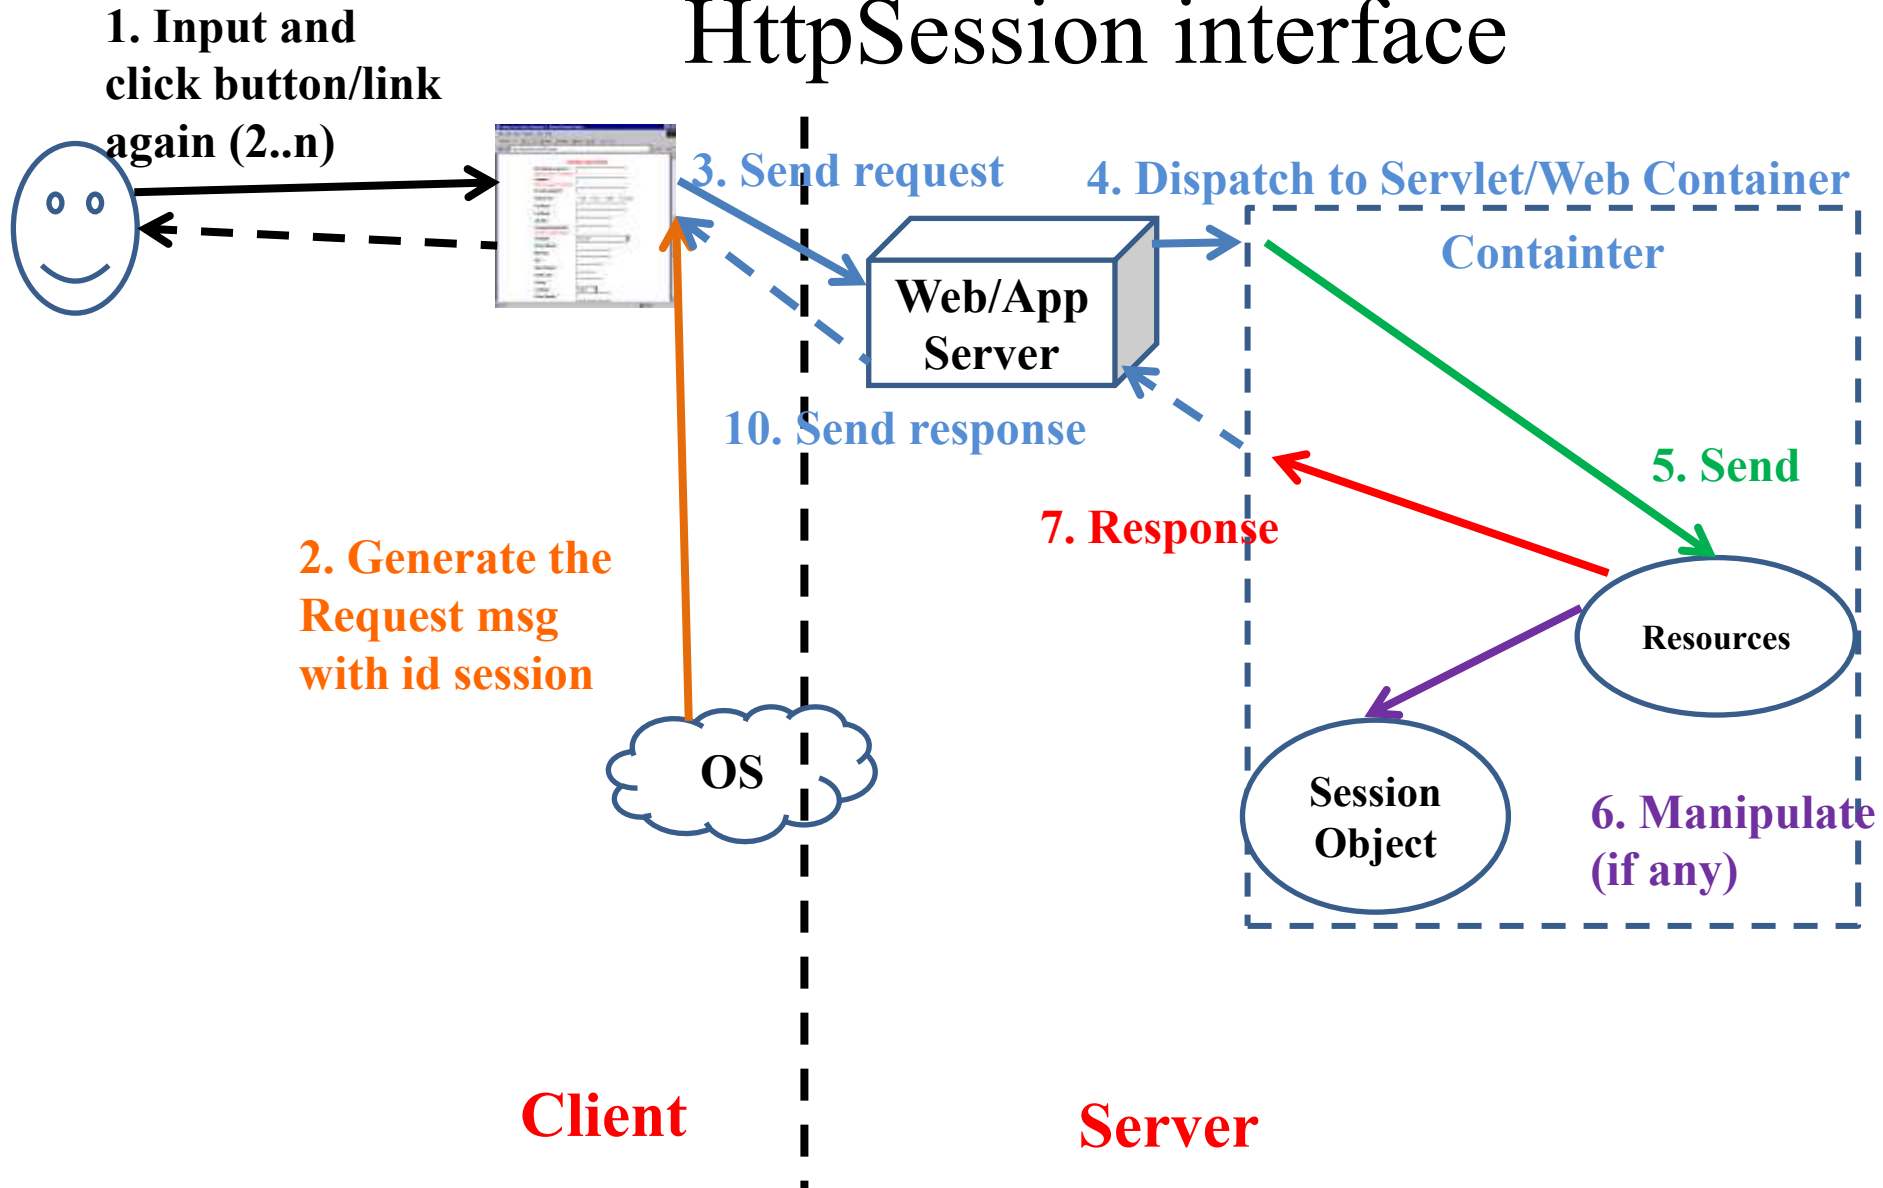 HttpSession interface
1. Input and
click button/link
again (2..n)
3. Send request
4. Dispatch to Servlet/Web Container
Containter
Web/App
Server
10. Send response
5. Send
7. Response
2. Generate the
Request msg
with id session
Resources
OS
Session
Object
6. Manipulate
(if any)
Client
Server